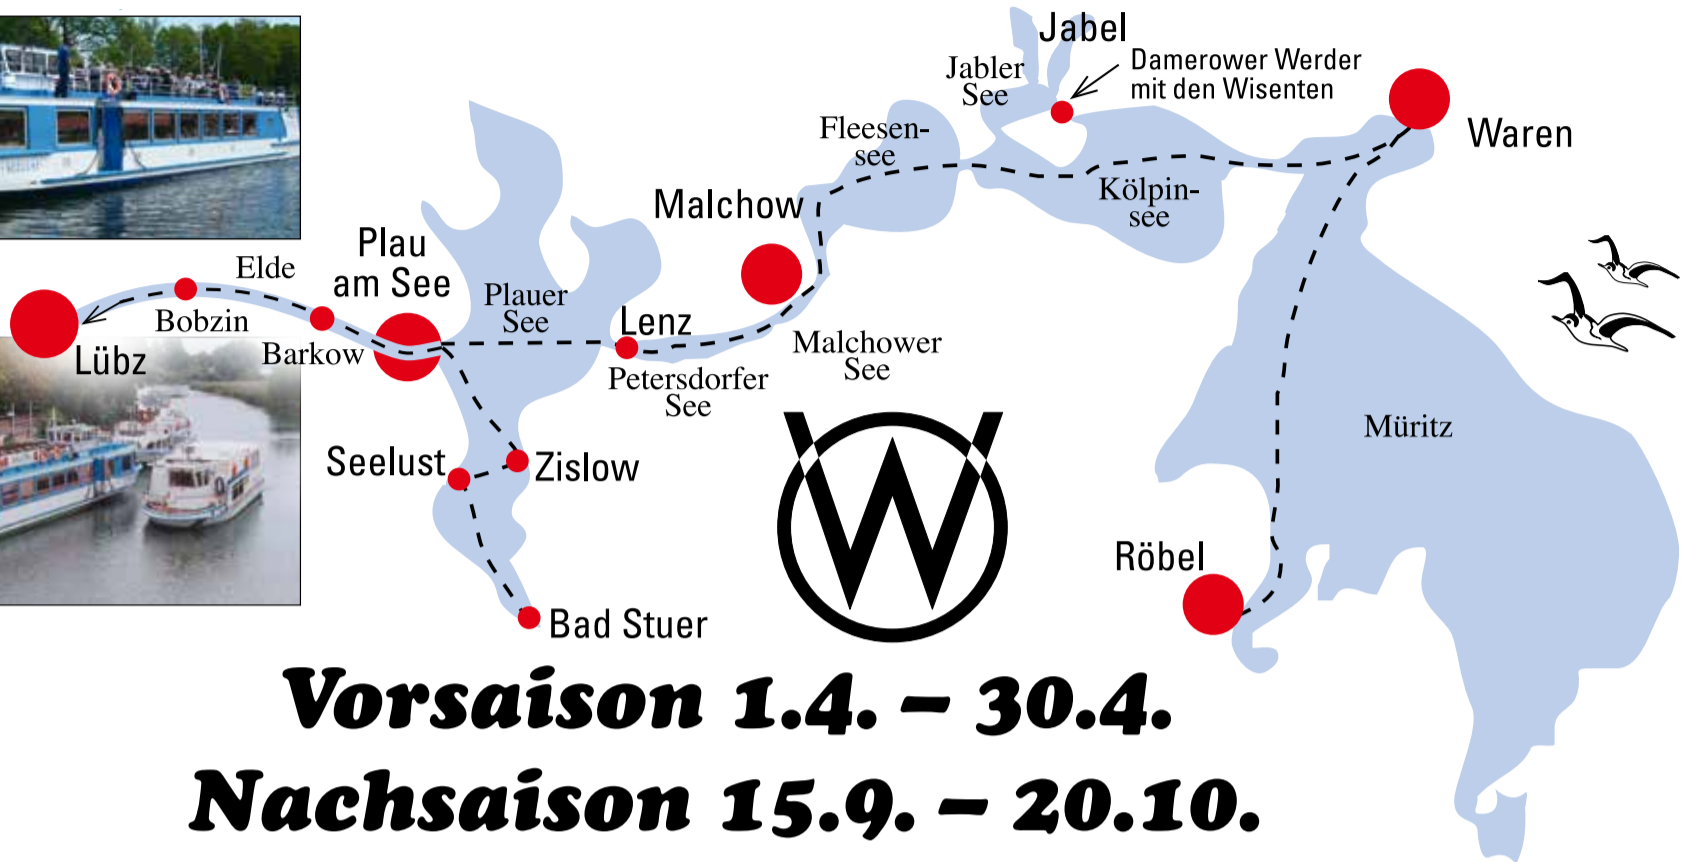 Jabel
Damerower Werder
mit den Wisenten
Jabler
See
Waren
Fleesen-
see
Kölpin-
see
Malchow
Plau
am See
Elde
Plauer
See
Bobzin
Lübz
Barkow
Lenz
Malchower
See
Petersdorfer
See
Müritz
Seelust
Zislow
W
Röbel
Bad Stuer
Vorsaison 1.4. – 30.4.
Nachsaison 15.9. – 20.10.